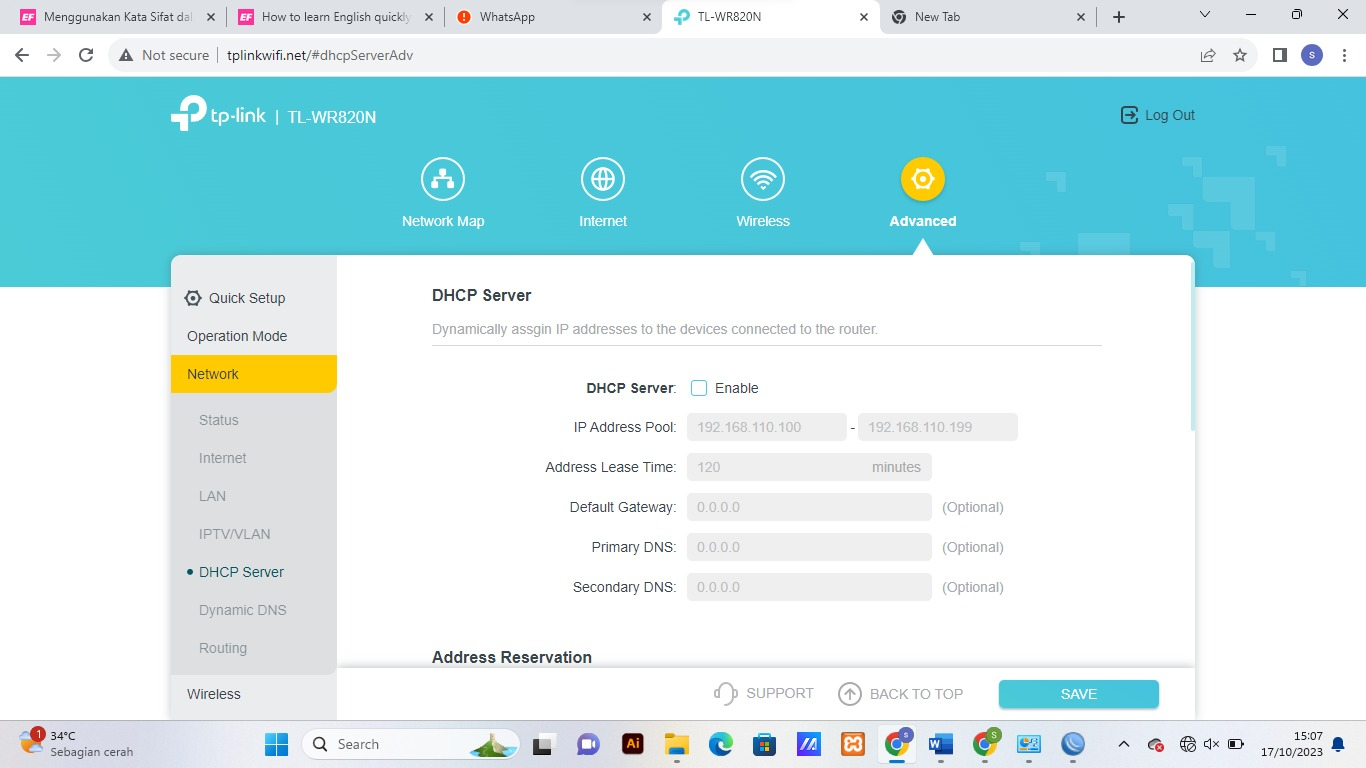 Menggunakan Kata Sifat dal
How to learn English quickly
WhatsApp
TL-WR820N
New Tab
Not secure
tplinkwifi.net/#dhcpServerAdv
S
tp-link | TL-WR820N
Log Out
Network Map
Internet
Wireless
Advanced
Quick Setup
Operation Mode
Network
Status
Internet
LAN
IPTV/VLAN
DHCP Server
Dynamic DNS
Routing
Wireless
DHCP Server
Dynamically assgin IP addresses to the devices connected to the router.
DHCP Server: Enable
IP Address Pool: 192.168.110.100 - 192.168.110.199
Address Lease Time: 120 minutes
Default Gateway: 0.0.0.0 (Optional)
Primary DNS: 0.0.0.0 (Optional)
Secondary DNS: 0.0.0.0 (Optional)
Address Reservation
SUPPORT
BACK TO TOP
SAVE
1
34°C
Sebagian cerah
Search
Ai
15:07
17/10/2023